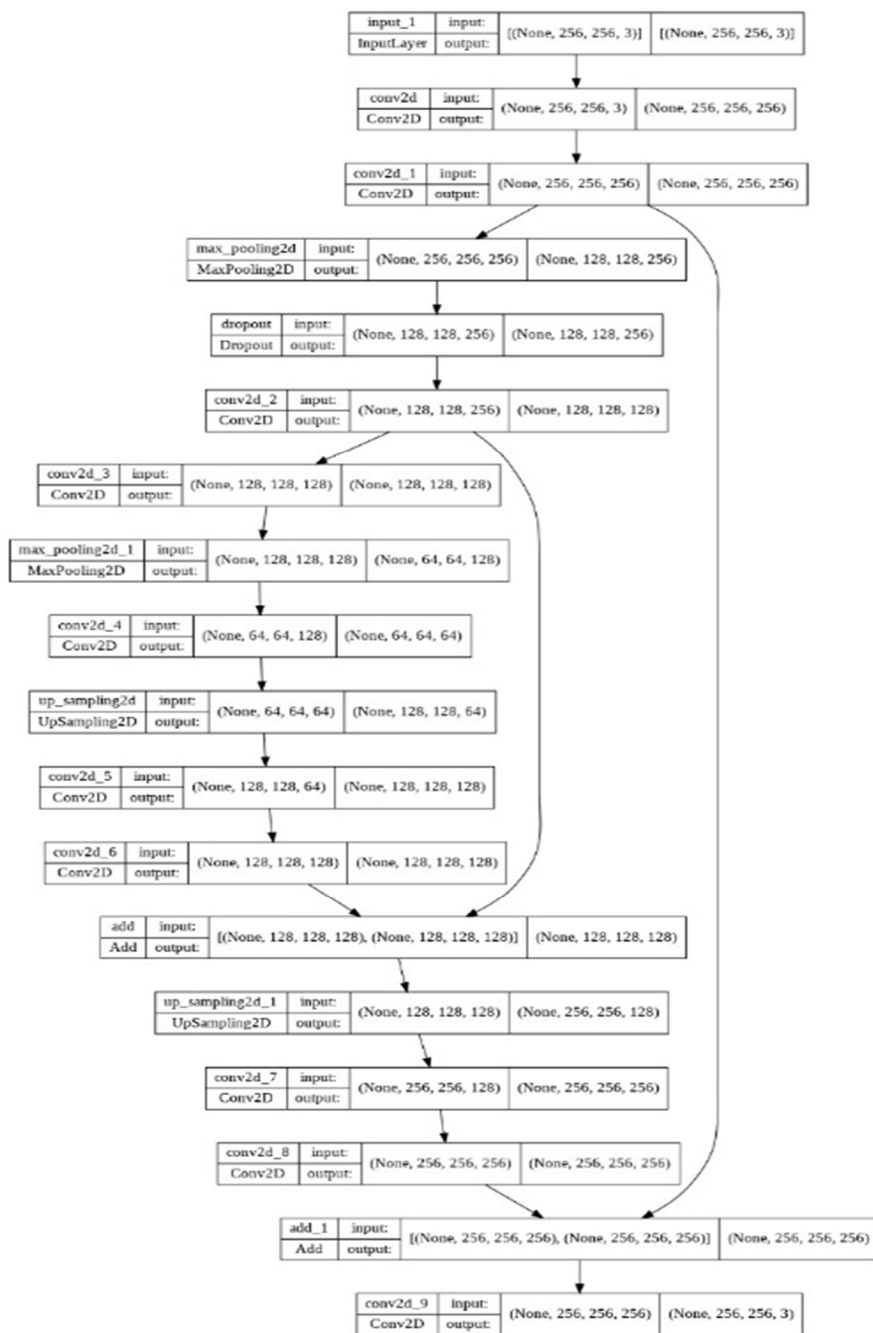 input_1 input: [(None, 256, 256, 3)] [(None, 256, 256, 3)]
InputLayer output:
conv2d input: (None, 256, 256, 3) (None, 256, 256, 256)
Conv2D output:
conv2d_1 input: (None, 256, 256, 256) (None, 256, 256, 256)
Conv2D output:
max_pooling2d input: (None, 256, 256, 256) (None, 128, 128, 256)
MaxPooling2D output:
dropout input: (None, 128, 128, 256) (None, 128, 128, 256)
Dropout output:
conv2d_2 input: (None, 128, 128, 256) (None, 128, 128, 128)
Conv2D output:
conv2d_3 input: (None, 128, 128, 128) (None, 128, 128, 128)
Conv2D output:
max_pooling2d_1 input: (None, 128, 128, 128) (None, 64, 64, 128)
MaxPooling2D output:
conv2d_4 input: (None, 64, 64, 128) (None, 64, 64, 64)
Conv2D output:
up_sampling2d input: (None, 64, 64, 64) (None, 128, 128, 64)
UpSampling2D output:
conv2d_5 input: (None, 128, 128, 64) (None, 128, 128, 128)
Conv2D output:
conv2d_6 input: (None, 128, 128, 128) (None, 128, 128, 128)
Conv2D output:
add input: [(None, 128, 128, 128), (None, 128, 128, 128)] (None, 128, 128, 128)
Add output:
up_sampling2d_1 input: (None, 128, 128, 128) (None, 256, 256, 128)
UpSampling2D output:
conv2d_7 input: (None, 256, 256, 128) (None, 256, 256, 256)
Conv2D output:
conv2d_8 input: (None, 256, 256, 256) (None, 256, 256, 256)
Conv2D output:
add_1 input: [(None, 256, 256, 256), (None, 256, 256, 256)] (None, 256, 256, 256)
Add output:
conv2d_9 input: (None, 256, 256, 256) (None, 256, 256, 3)
Conv2D output: